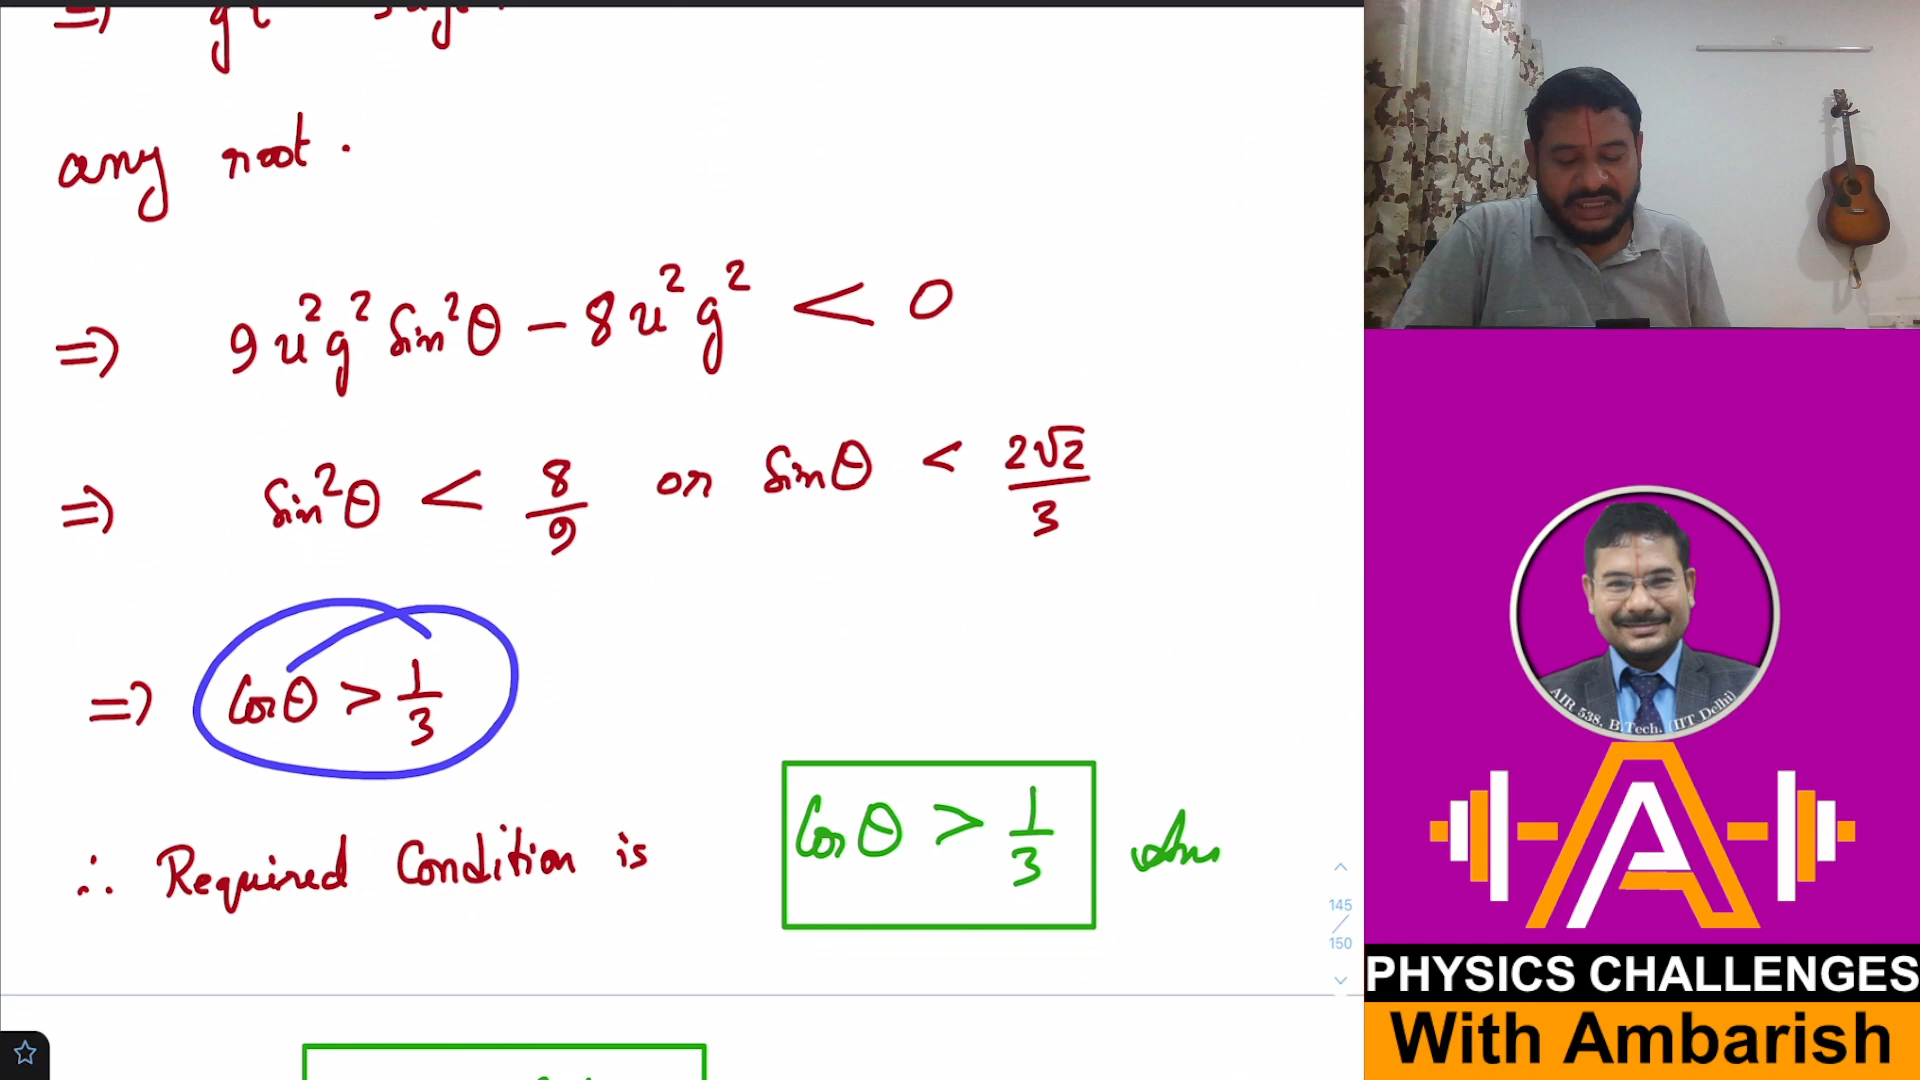 any root.
⇒ 9u²g² Sin²θ − 8u²g² < 0
⇒ Sin²θ < 8/9 or Sinθ < 2√2/3
⇒ Cosθ > 1/3
∴ Required Condition is Cosθ > 1/3 Ans
145
/
150
AIR 538, B.Tech. (IIT Delhi)
PHYSICS CHALLENGES
With Ambarish